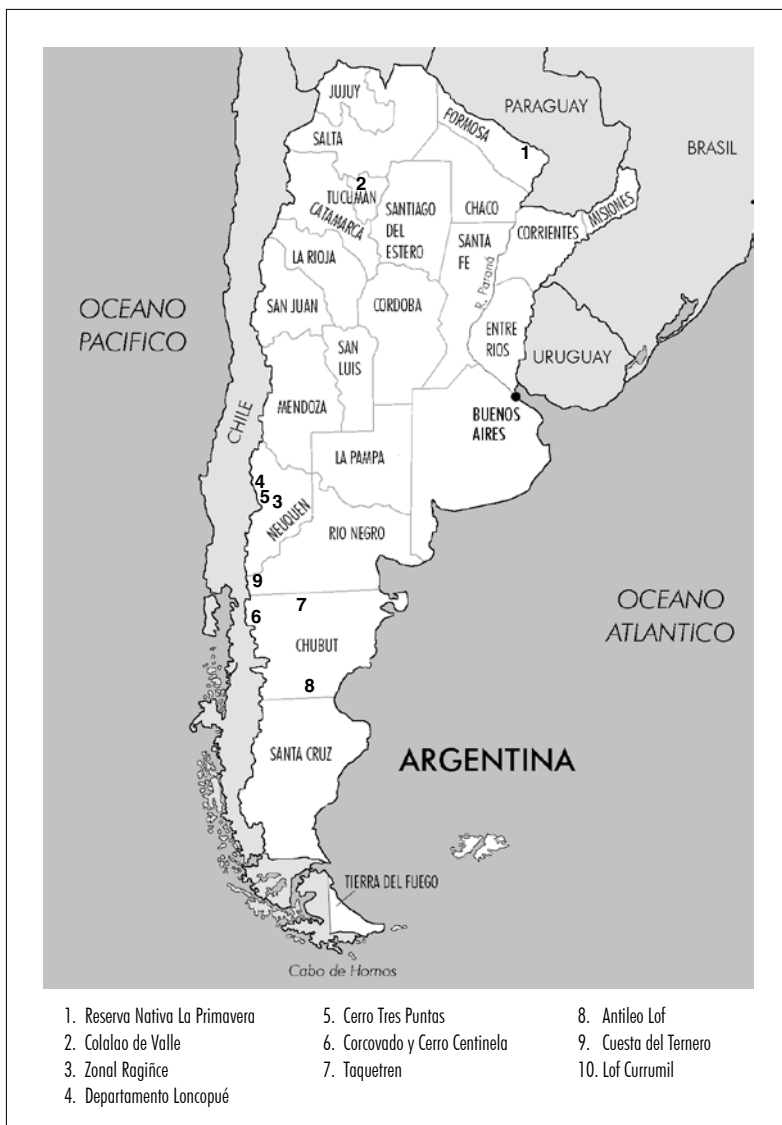 JUJUY
FORMOSA
PARAGUAY
SALTA
1
BRASIL
2
TUCUMAN
CATAMARCA
SANTIAGO
DEL
ESTERO
CHACO
MISIONES
CORRIENTES
SANTA
FE
LA RIOJA
R. Paraná
SAN JUAN
CORDOBA
OCEANO
PACIFICO
ENTRE
RIOS
URUGUAY
SAN
LUIS
MENDOZA
CHILE
BUENOS
AIRES
LA PAMPA
4
5
3
NEUQUEN
RIO NEGRO
9
7
6
OCEANO
ATLANTICO
CHUBUT
8
SANTA CRUZ
ARGENTINA
TIERRA DEL FUEGO
Cabo de Hornos
1. Reserva Nativa La Primavera
2. Colalao de Valle
3. Zonal Ragiñce
4. Departamento Loncopué
5. Cerro Tres Puntas
6. Corcovado y Cerro Centinela
7. Taquetren
8. Antileo Lof
9. Cuesta del Ternero
10. Lof Currumil